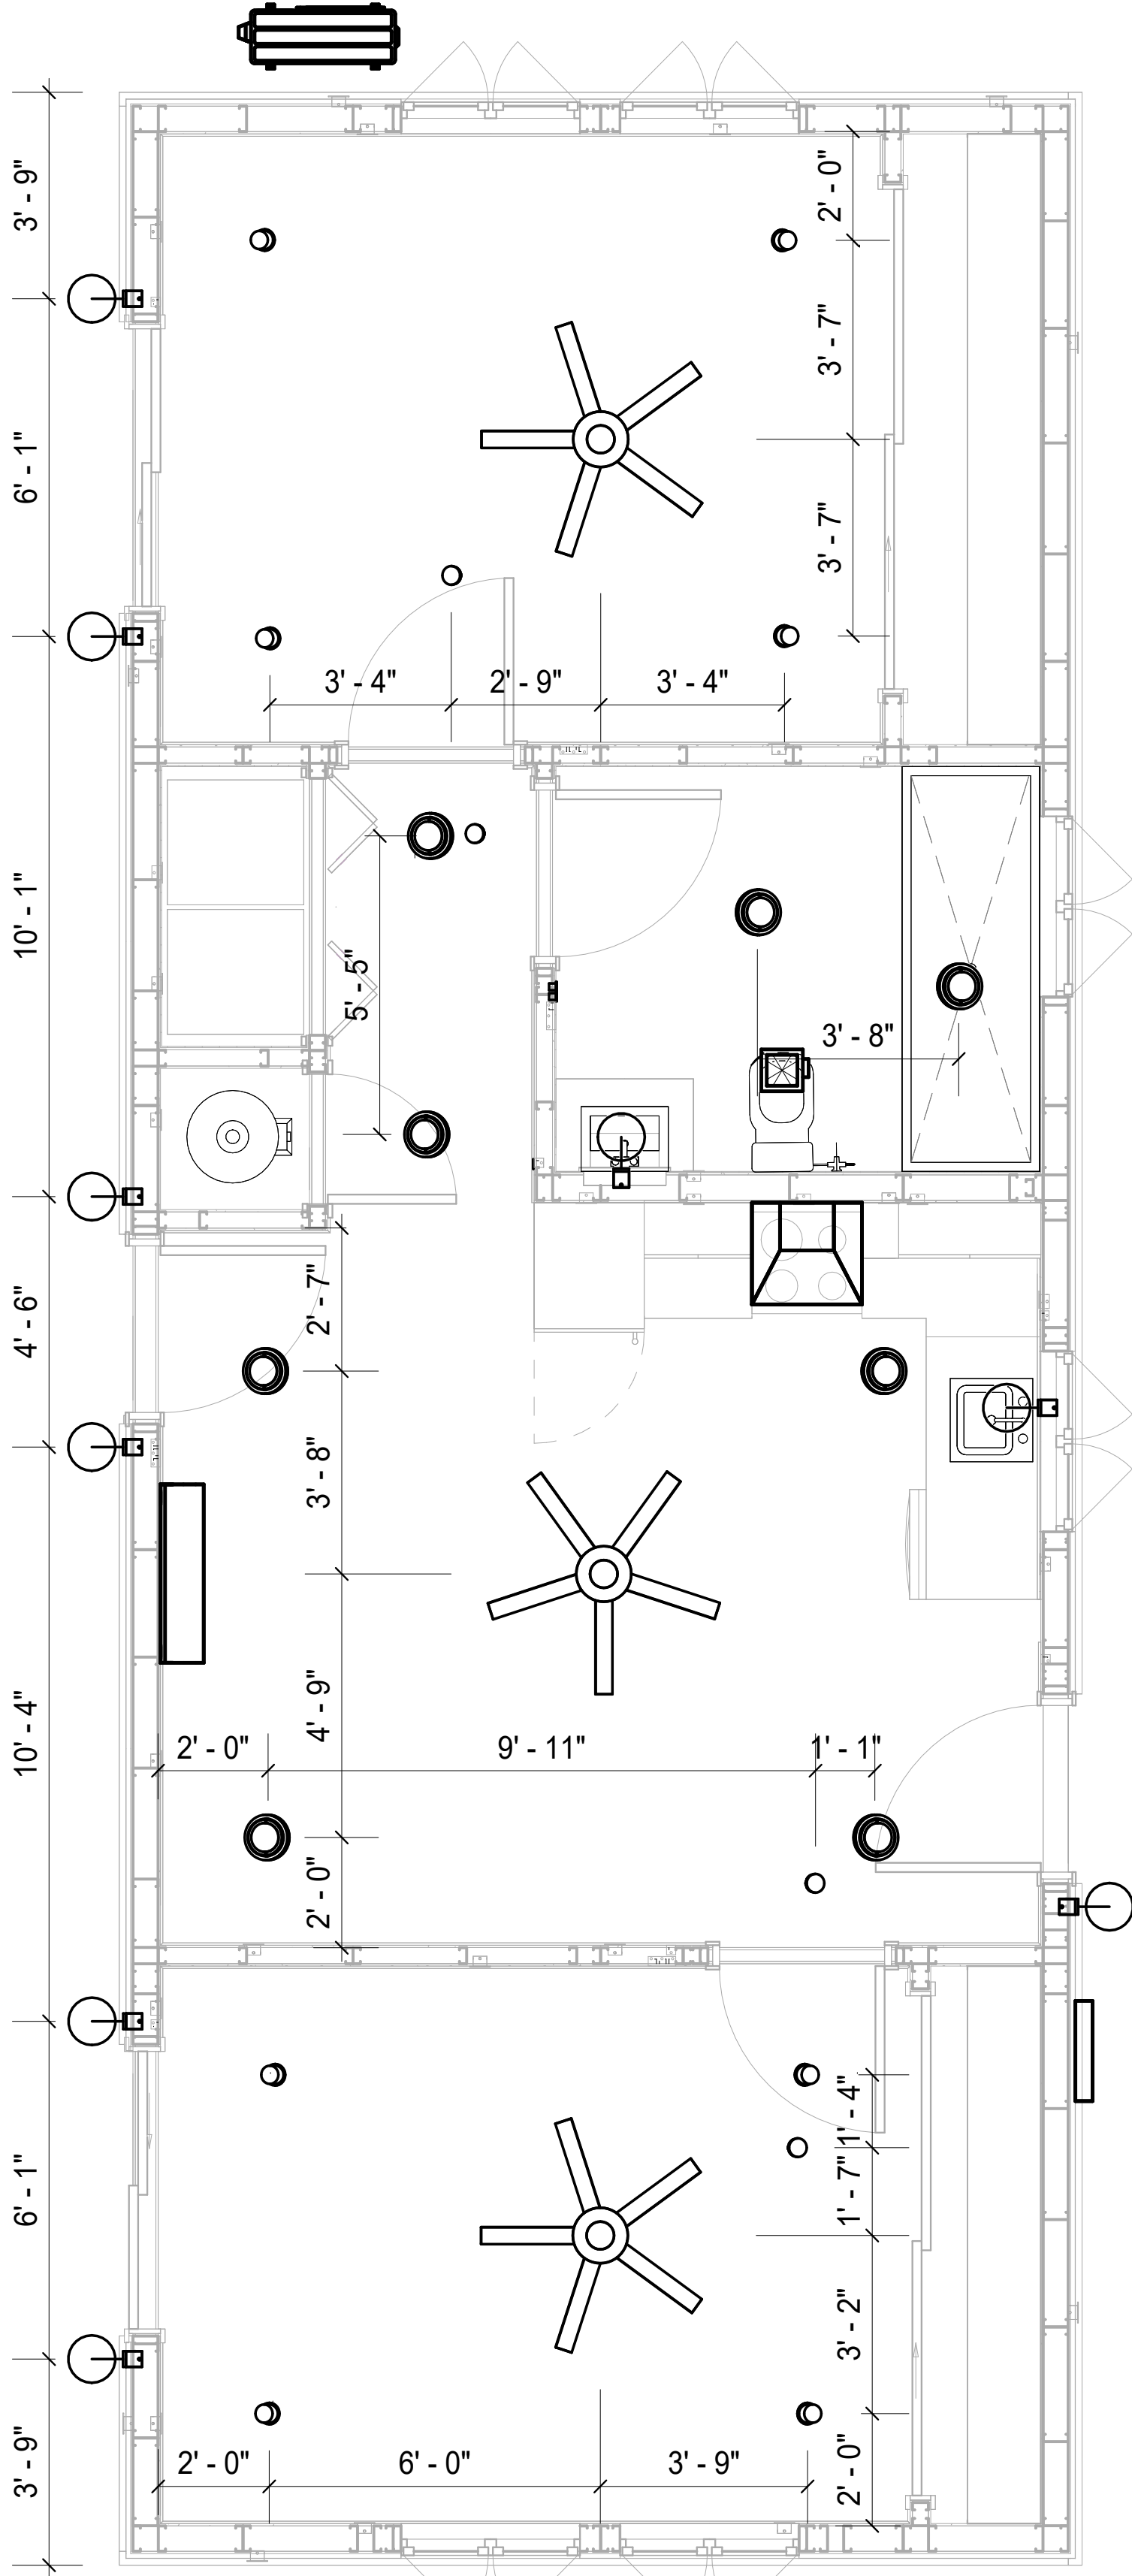 3' - 9"
2' - 0"
3' - 7"
6' - 1"
3' - 7"
3' - 4"
2' - 9"
3' - 4"
10' - 1"
5' - 5"
3' - 8"
2' - 7"
4' - 6"
3' - 8"
4' - 9"
10' - 4"
2' - 0"
9' - 11"
1' - 1"
2' - 0"
1' - 4"
1' - 7"
6' - 1"
3' - 2"
3' - 9"
2' - 0"
6' - 0"
3' - 9"
2' - 0"